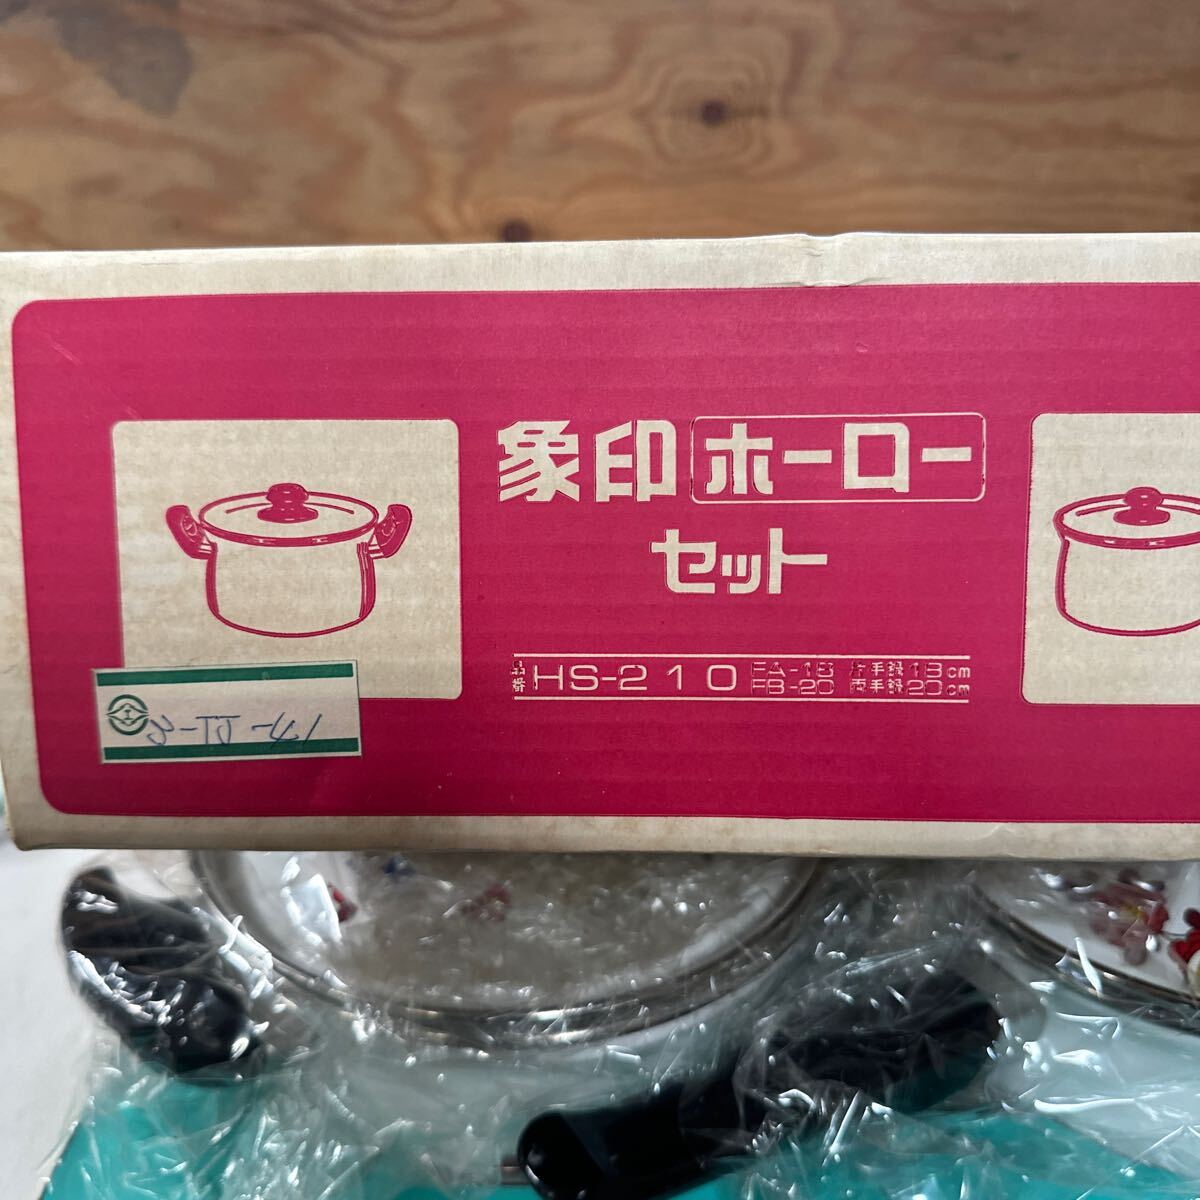 象印ホーロー
セット
品番 HS-210 FA-18 片手鍋18cm
FB-20 両手鍋20cm